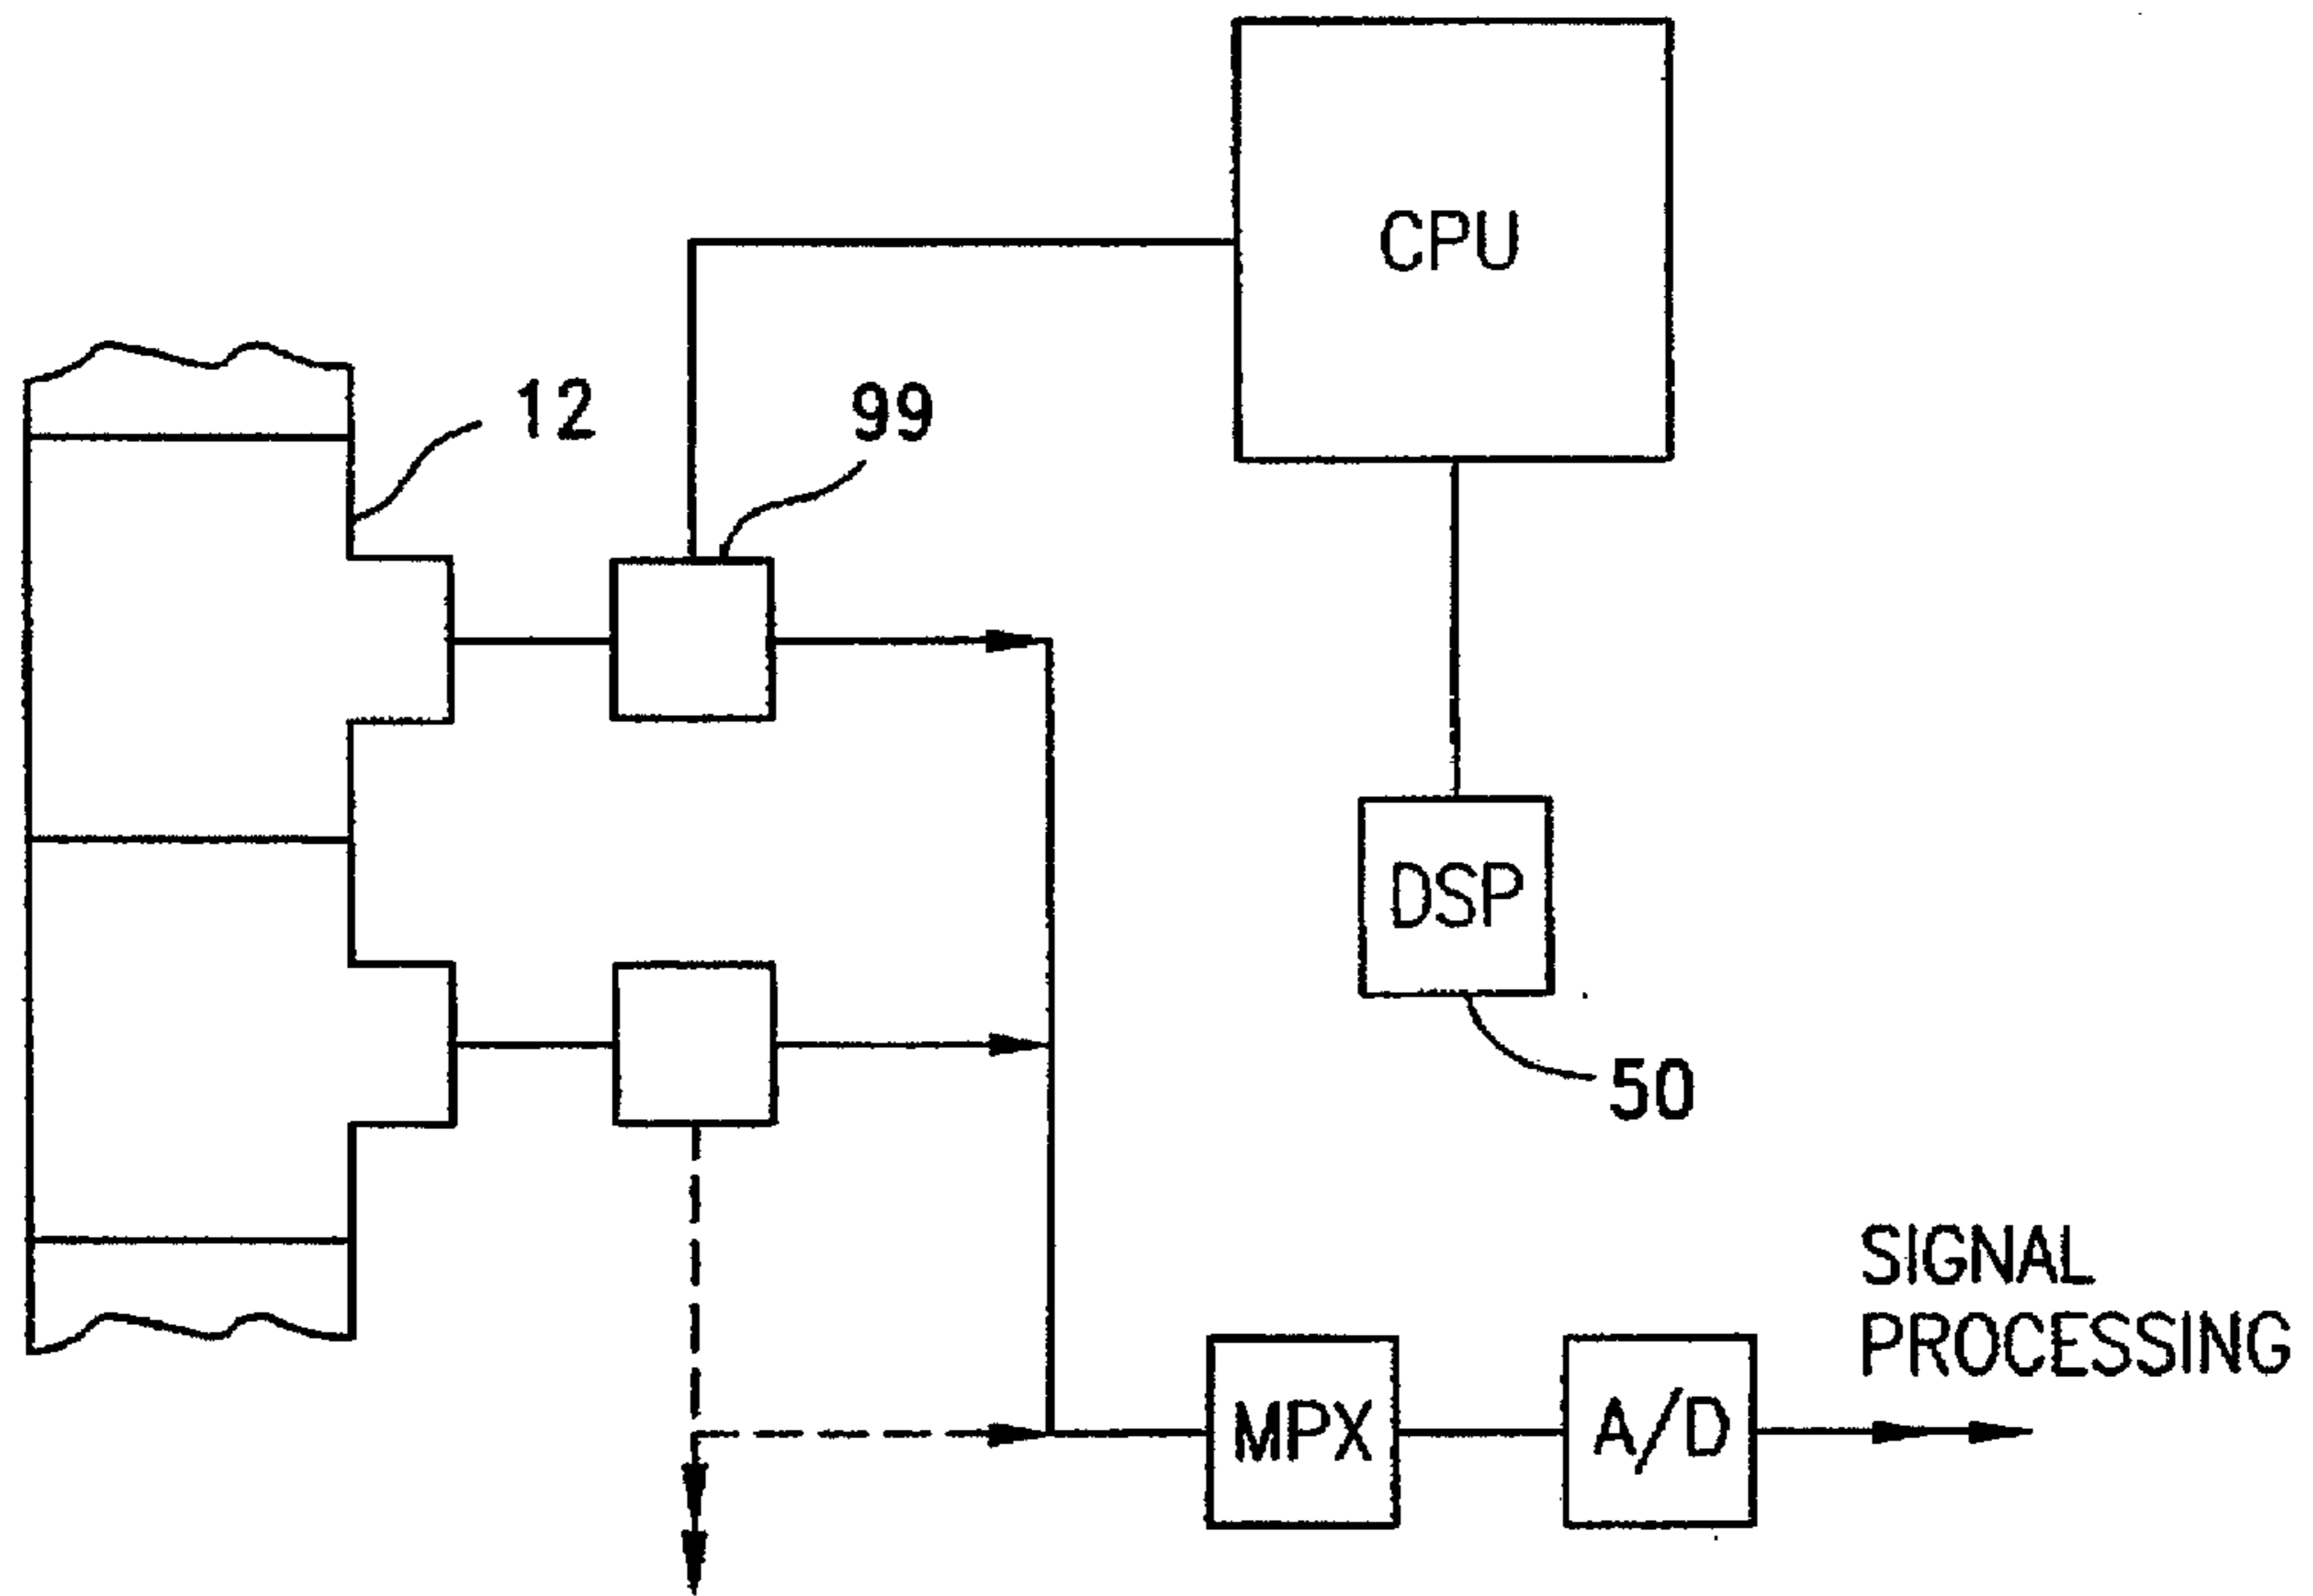 CPU
12
99
DSP
50
SIGNAL
PROCESSING
MPX
A/D